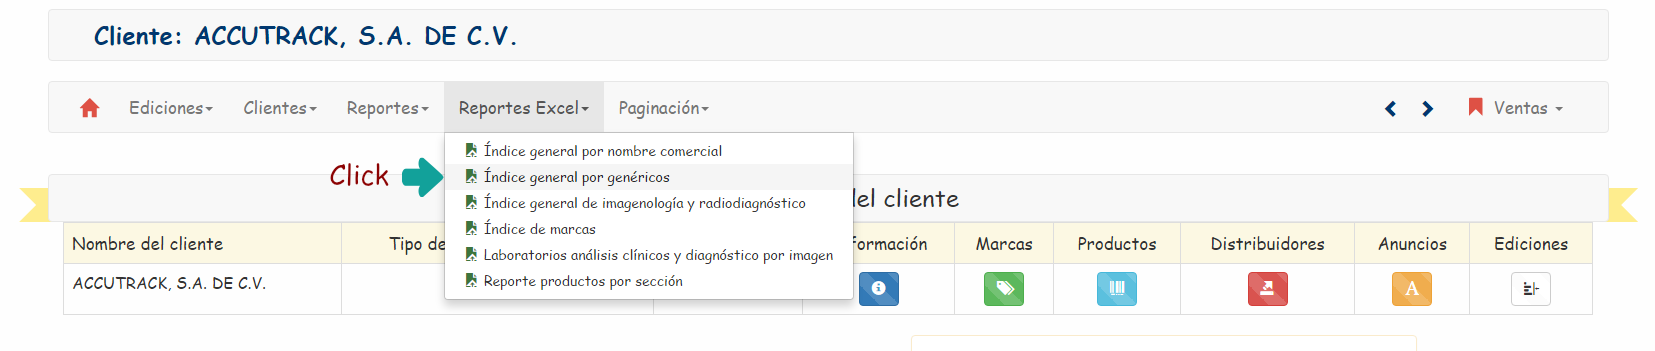 Cliente: ACCUTRACK, S.A. DE C.V.
Ediciones Clientes Reportes Reportes Excel Paginación Ventas
Índice general por nombre comercial
Click
Índice general por genéricos
Índice general de imagenología y radiodiagnóstico
Índice de marcas
Laboratorios análisis clínicos y diagnóstico por imagen
Reporte productos por sección
del cliente
Nombre del cliente Tipo de formación Marcas Productos Distribuidores Anuncios Ediciones
ACCUTRACK, S.A. DE C.V.
A